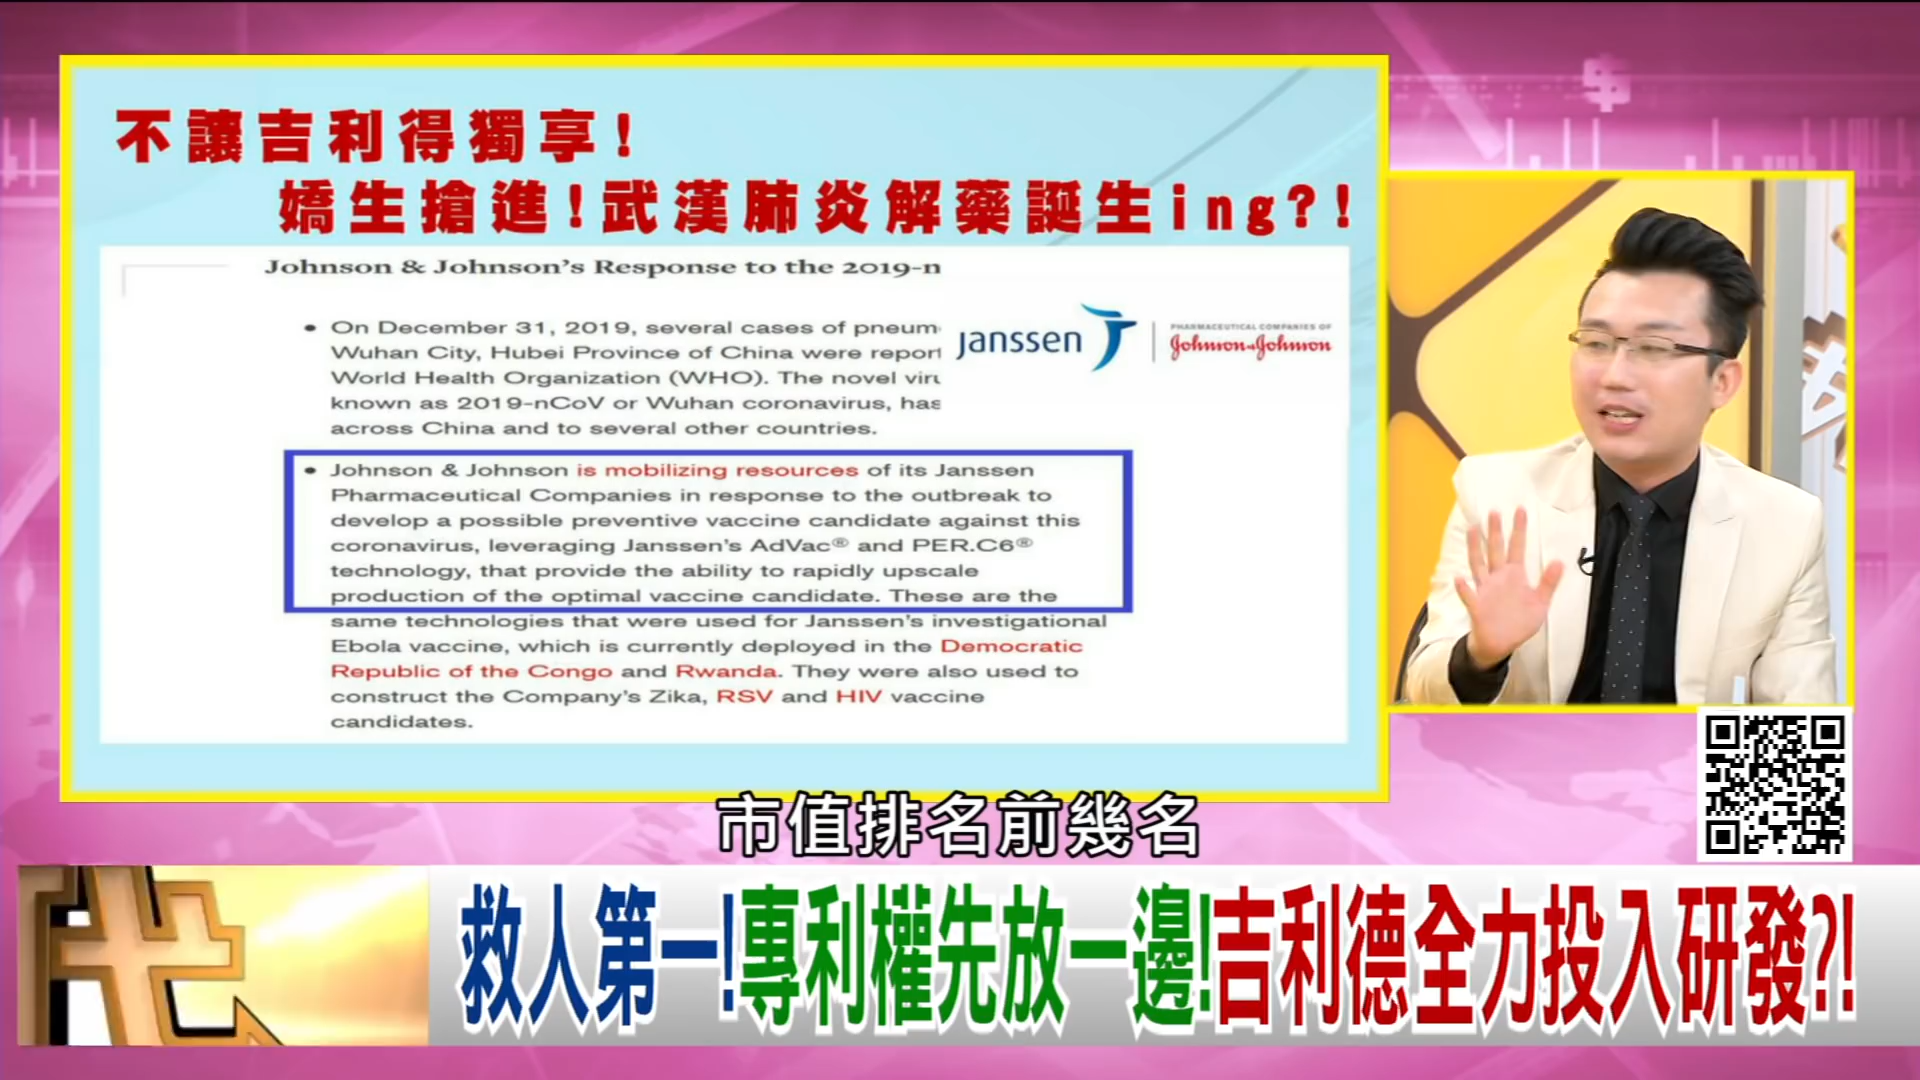 不讓吉利得獨享!
嬌生搶進!武漢肺炎解藥誕生ing?!
Johnson & Johnson's Response to the 2019-n
• On December 31, 2019, several cases of pneum
Wuhan City, Hubei Province of China were report
World Health Organization (WHO). The novel viru
known as 2019-nCoV or Wuhan coronavirus, has
across China and to several other countries.
janssen
PHARMACEUTICAL COMPANIES OF
Johnson & Johnson
• Johnson & Johnson is mobilizing resources of its Janssen
Pharmaceutical Companies in response to the outbreak to
develop a possible preventive vaccine candidate against this
coronavirus, leveraging Janssen's AdVac® and PER.C6®
technology, that provide the ability to rapidly upscale
production of the optimal vaccine candidate. These are the
same technologies that were used for Janssen's investigational
Ebola vaccine, which is currently deployed in the Democratic
Republic of the Congo and Rwanda. They were also used to
construct the Company's Zika, RSV and HIV vaccine
candidates.
市值排名前幾名
救人第一!專利權先放一邊!吉利德全力投入研發?!